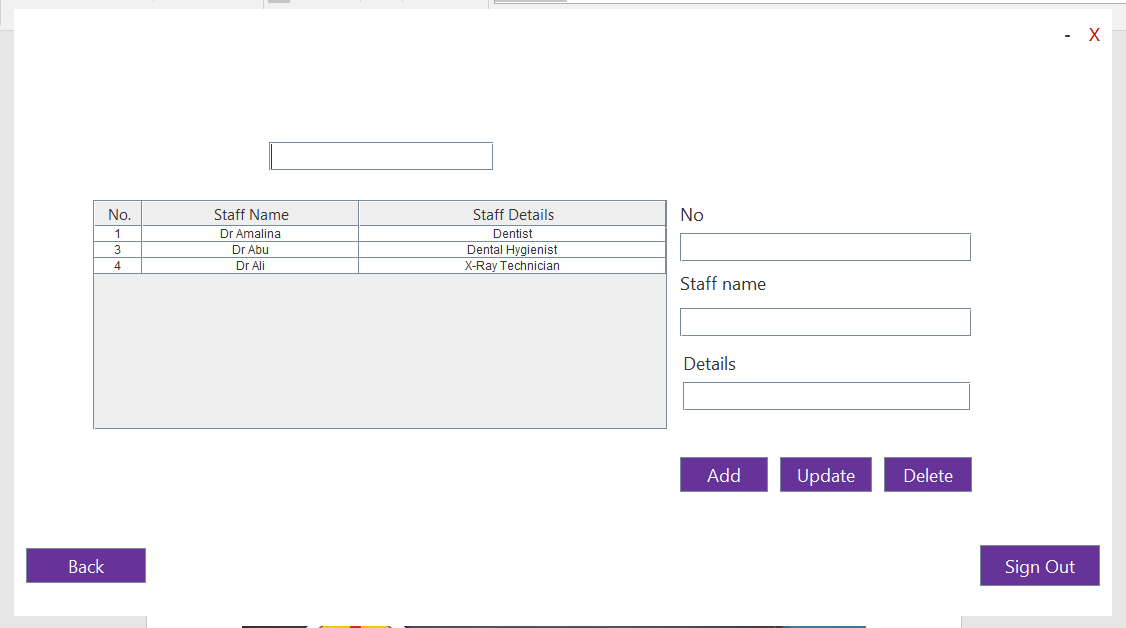 - X
No. Staff Name Staff Details
1 Dr Amalina Dentist
3 Dr Abu Dental Hygienist
4 Dr Ali X-Ray Technician
No
Staff name
Details
Add Update Delete
Back
Sign Out